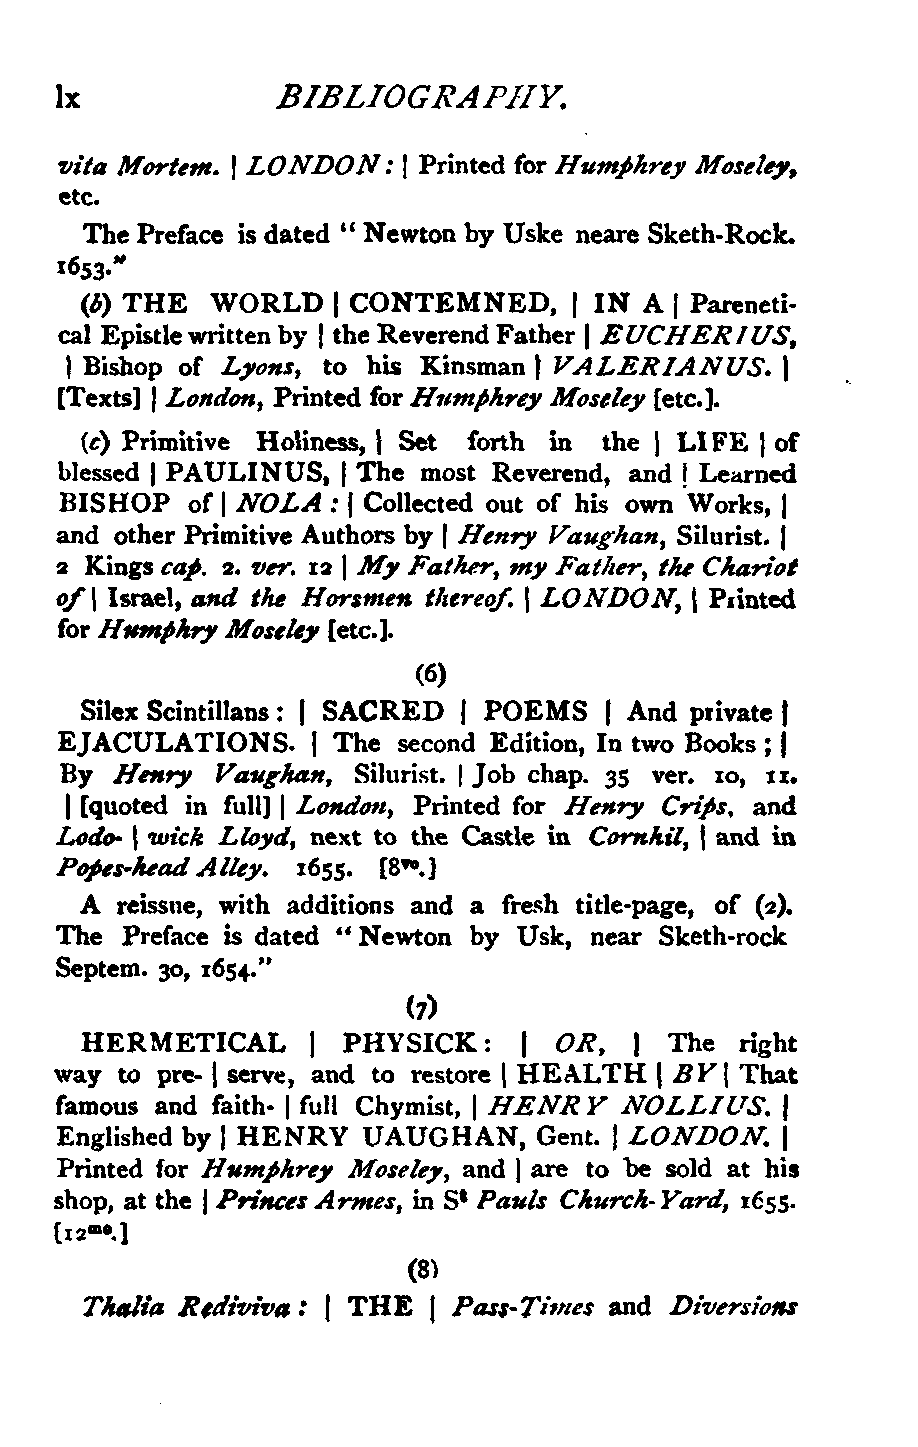 lx BIBLIOGRAPHY.
vita Mortem. | LONDON: | Printed for Humphrey Moseley,
etc.
The Preface is dated “Newton by Uske neare Sketh-Rock.
1653.”
(b) THE WORLD | CONTEMNED, | IN A | Pareneti-
cal Epistle written by | the Reverend Father | EUCHERIUS,
| Bishop of Lyons, to his Kinsman | VALERIANUS. |
[Texts] | London, Printed for Humphrey Moseley [etc.].
(c) Primitive Holiness, | Set forth in the | LIFE | of
blessed | PAULINUS, | The most Reverend, and | Learned
BISHOP of | NOLA: | Collected out of his own Works, |
and other Primitive Authors by | Henry Vaughan, Silurist. |
2 Kings cap. 2. ver. 12 | My Father, my Father, the Chariot
of | Israel, and the Horsmen thereof. | LONDON, | Printed
for Humphry Moseley [etc.].
(6)
Silex Scintillans: | SACRED | POEMS | And private |
EJACULATIONS. | The second Edition, In two Books; |
By Henry Vaughan, Silurist. | Job chap. 35 ver. 10, 11.
| [quoted in full] | London, Printed for Henry Crips, and
Lodo- | wick Lloyd, next to the Castle in Cornhil, | and in
Popes-head Alley. 1655. [8vo.]
A reissue, with additions and a fresh title-page, of (2).
The Preface is dated “Newton by Usk, near Sketh-rock
Septem. 30, 1654.”
(7)
HERMETICAL | PHYSICK: | OR, | The right
way to pre- | serve, and to restore | HEALTH | BY | That
famous and faith- | full Chymist, | HENRY NOLLIUS. |
Englished by | HENRY UAUGHAN, Gent. | LONDON. |
Printed for Humphrey Moseley, and | are to be sold at his
shop, at the | Princes Armes, in St Pauls Church-Yard, 1655.
[12mo.]
(8)
Thalia Rediviva: | THE | Pass-Times and Diversions